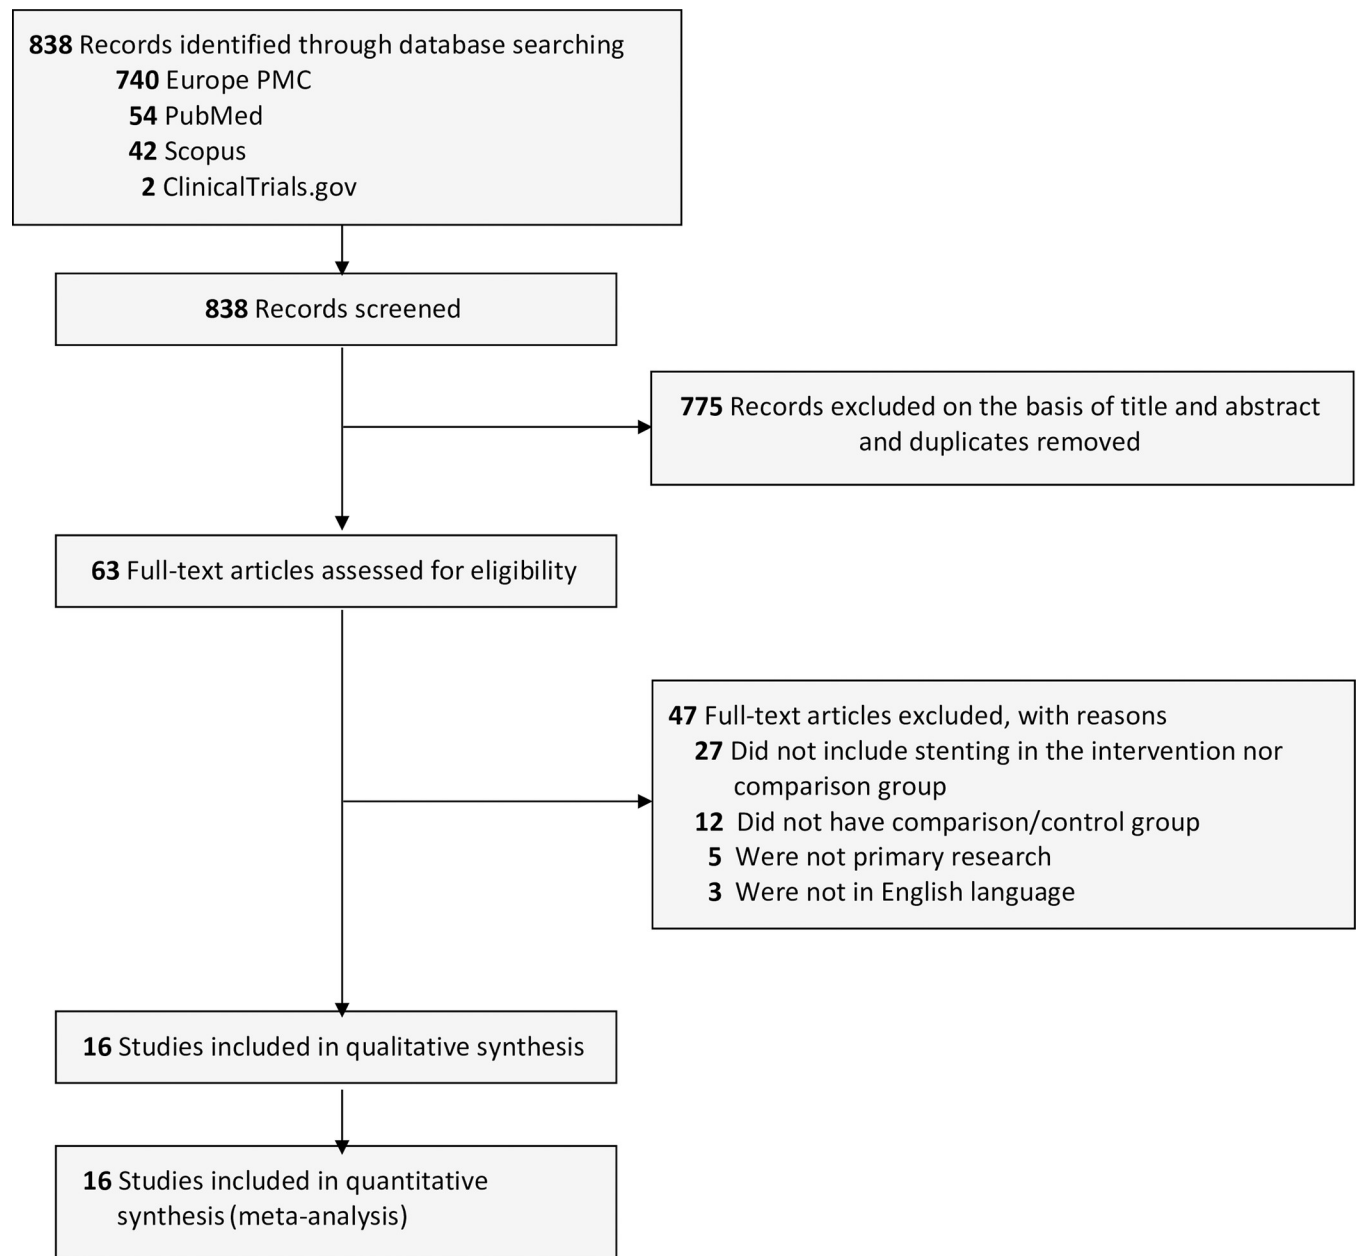 838 Records identified through database searching
740 Europe PMC
54 PubMed
42 Scopus
2 ClinicalTrials.gov
838 Records screened
775 Records excluded on the basis of title and abstract
and duplicates removed
63 Full-text articles assessed for eligibility
47 Full-text articles excluded, with reasons
27 Did not include stenting in the intervention nor
comparison group
12 Did not have comparison/control group
5 Were not primary research
3 Were not in English language
16 Studies included in qualitative synthesis
16 Studies included in quantitative
synthesis (meta-analysis)